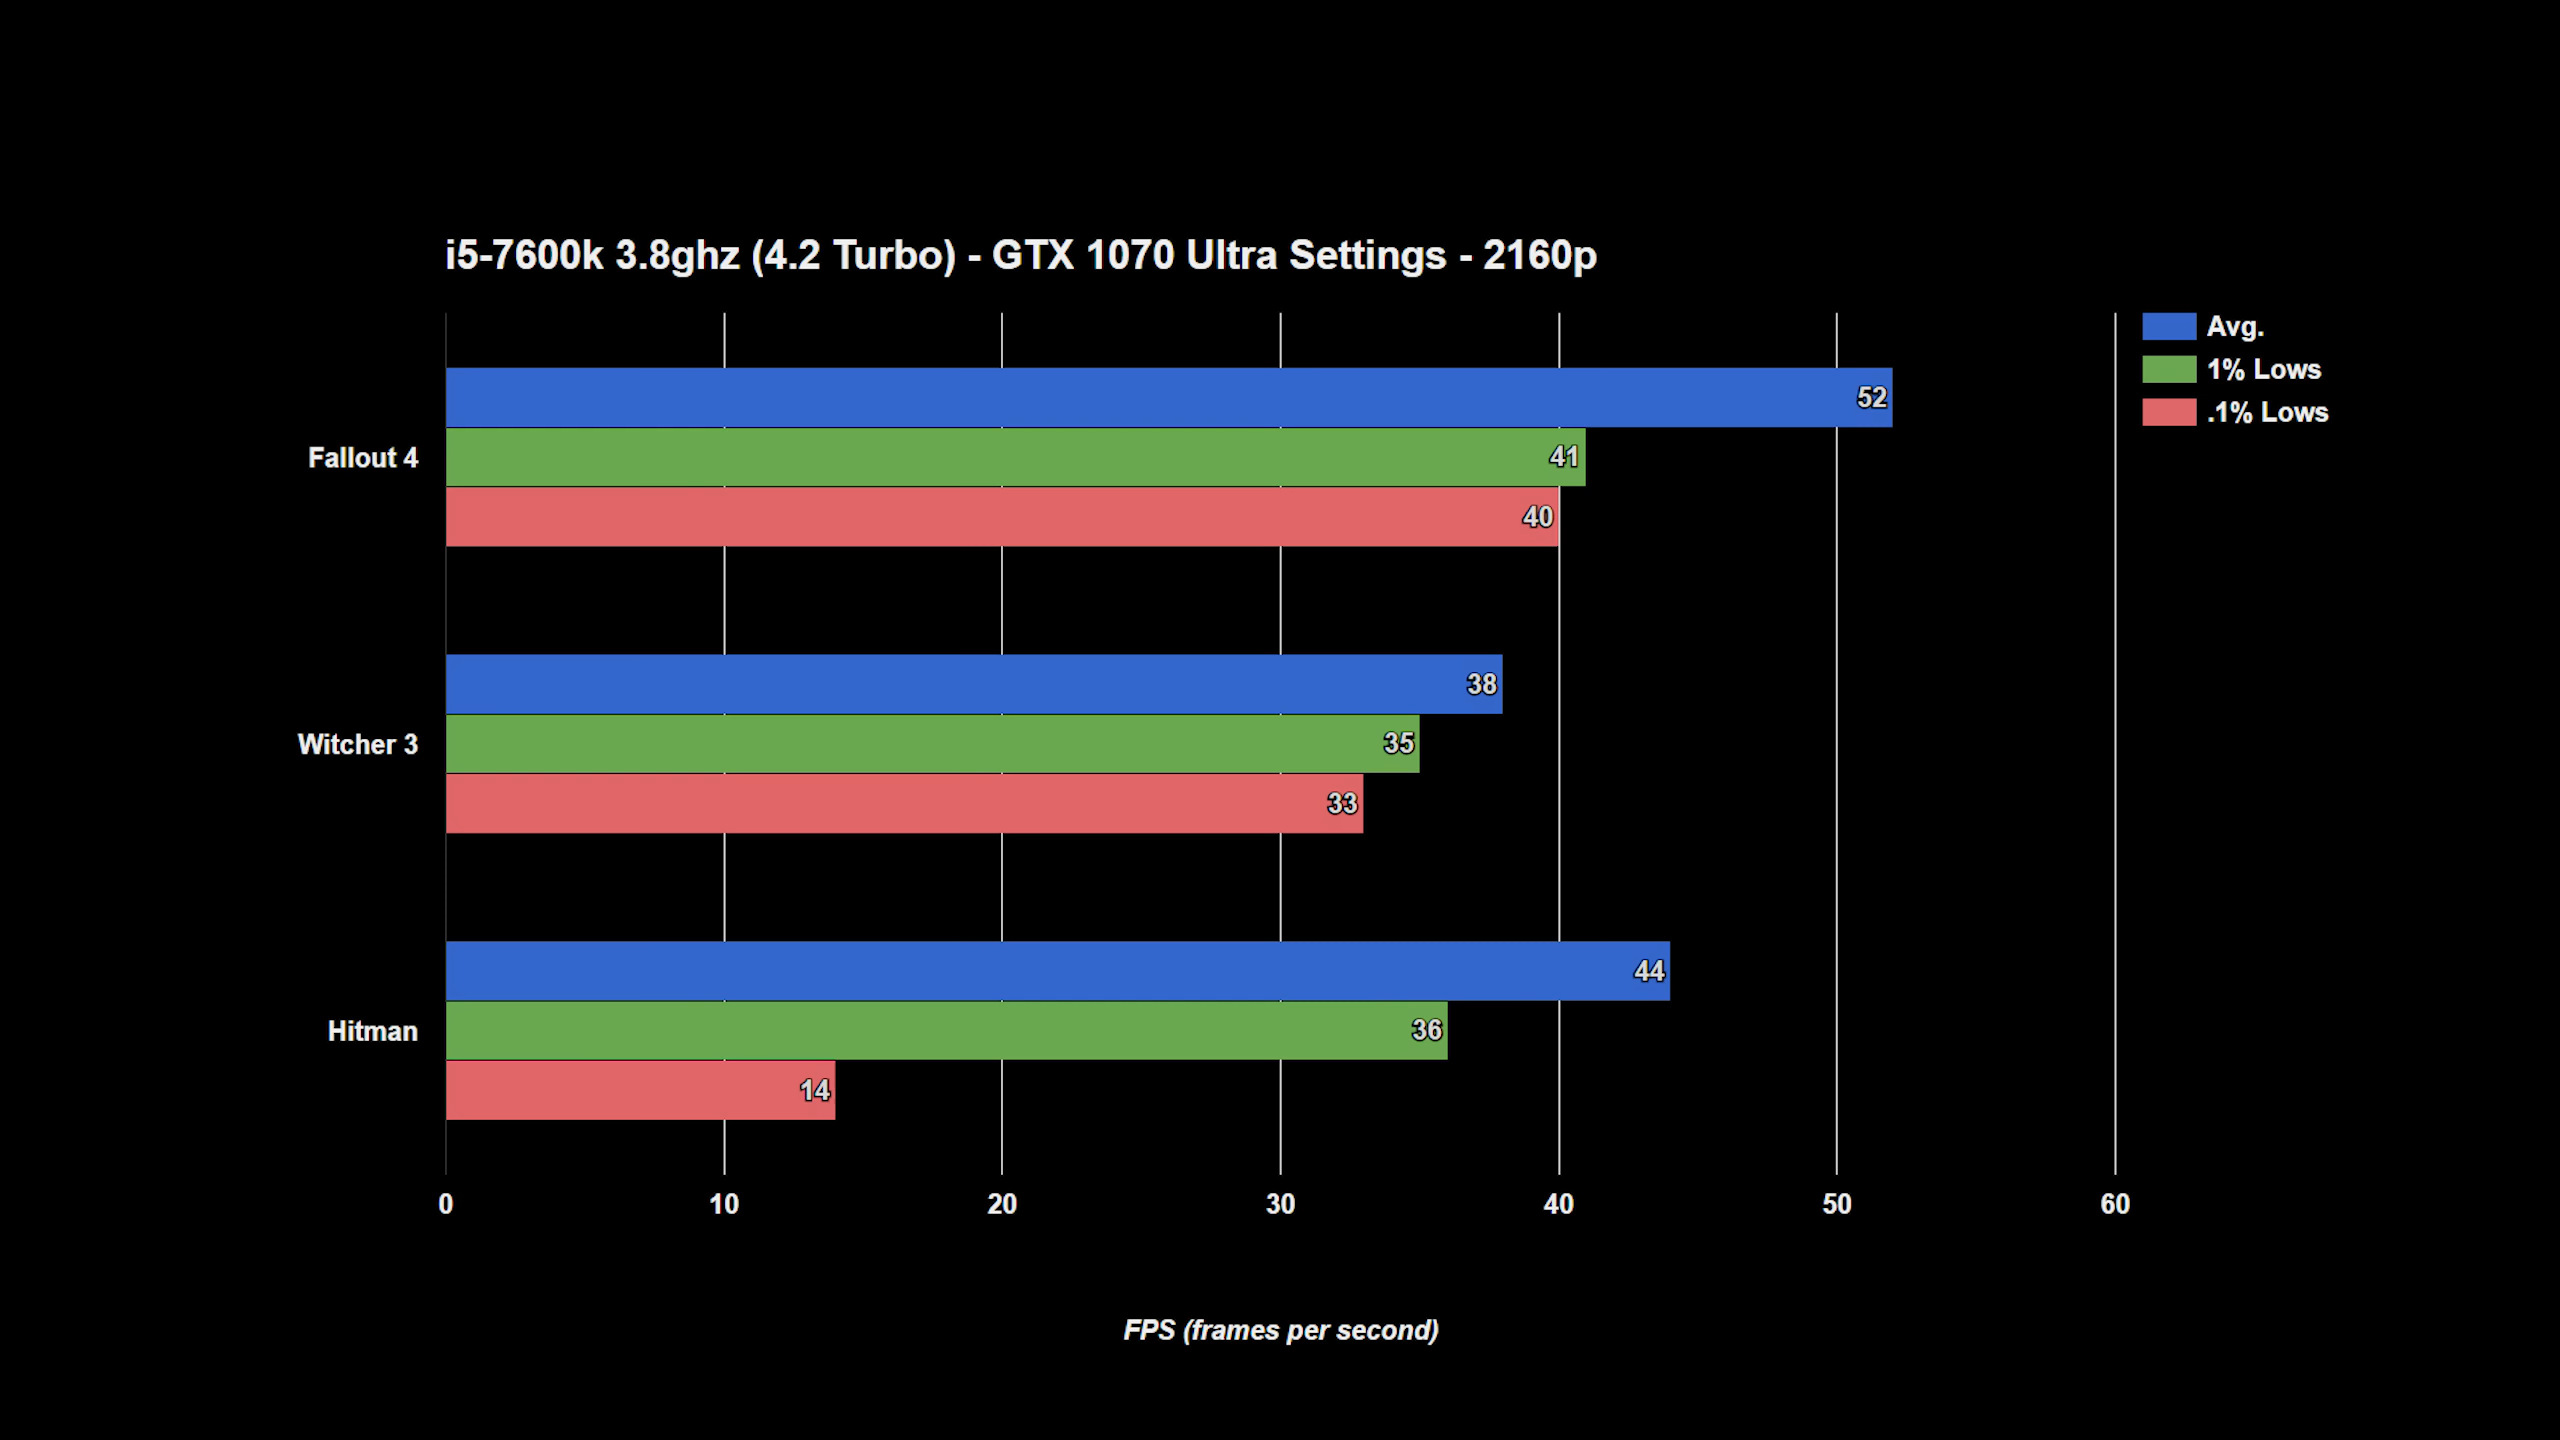 i5-7600k 3.8ghz (4.2 Turbo) - GTX 1070 Ultra Settings - 2160p
Avg.
1% Lows
.1% Lows
Fallout 4
52
41
40
Witcher 3
38
35
33
Hitman
44
36
14
0 10 20 30 40 50 60
FPS (frames per second)